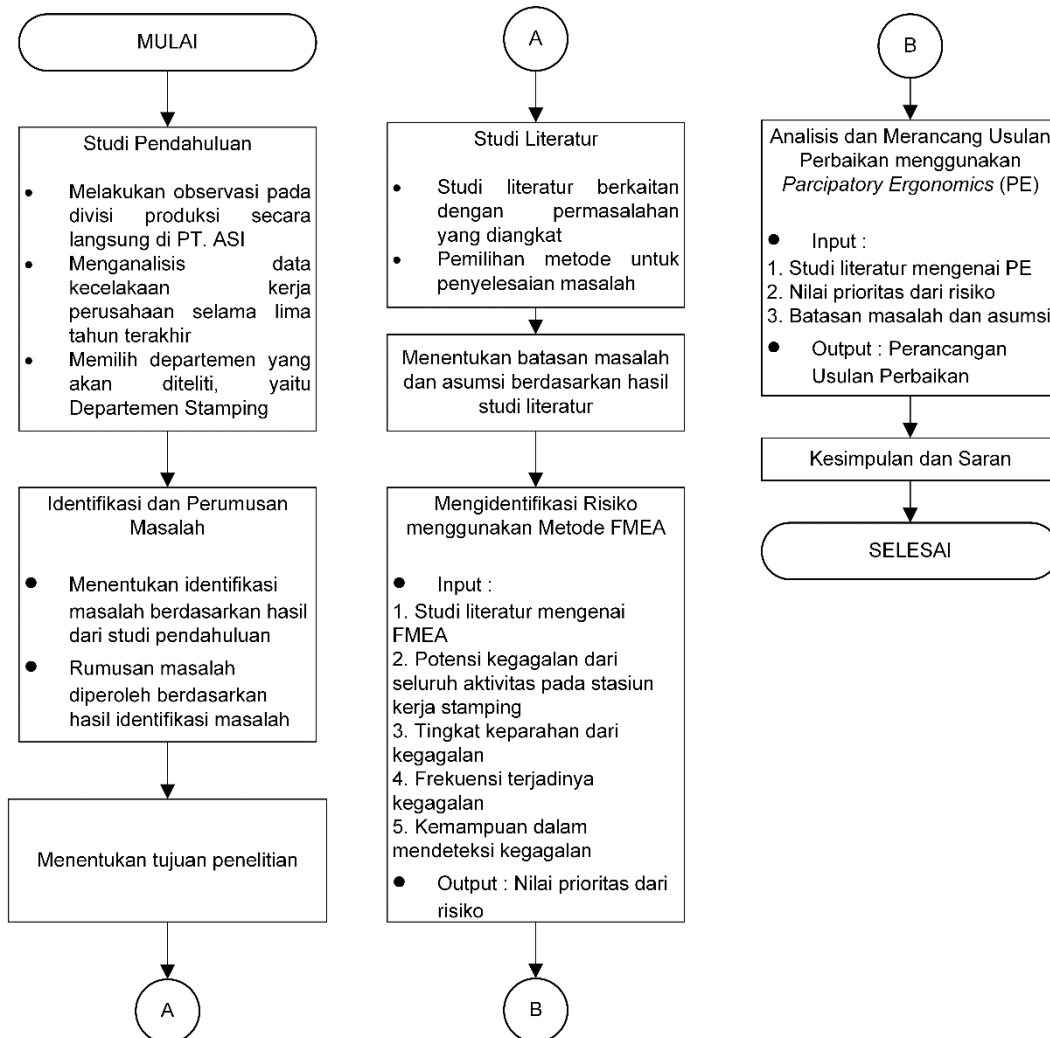 MULAI
Studi Pendahuluan
• Melakukan observasi pada
divisi produksi secara
langsung di PT. ASI
• Menganalisis data
kecelakaan kerja
perusahaan selama lima
tahun terakhir
• Memilih departemen yang
akan diteliti, yaitu
Departemen Stamping
Identifikasi dan Perumusan
Masalah
● Menentukan identifikasi
masalah berdasarkan hasil
dari studi pendahuluan
● Rumusan masalah
diperoleh berdasarkan
hasil identifikasi masalah
Menentukan tujuan penelitian
A
A
Studi Literatur
• Studi literatur berkaitan
dengan permasalahan
yang diangkat
• Pemilihan metode untuk
penyelesaian masalah
Menentukan batasan masalah
dan asumsi berdasarkan hasil
studi literatur
Mengidentifikasi Risiko
menggunakan Metode FMEA
● Input :
1. Studi literatur mengenai
FMEA
2. Potensi kegagalan dari
seluruh aktivitas pada stasiun
kerja stamping
3. Tingkat keparahan dari
kegagalan
4. Frekuensi terjadinya
kegagalan
5. Kemampuan dalam
mendeteksi kegagalan
● Output : Nilai prioritas dari
risiko
B
B
Analisis dan Merancang Usulan
Perbaikan menggunakan
Parcipatory Ergonomics (PE)
● Input :
1. Studi literatur mengenai PE
2. Nilai prioritas dari risiko
3. Batasan masalah dan asumsi
● Output : Perancangan
Usulan Perbaikan
Kesimpulan dan Saran
SELESAI